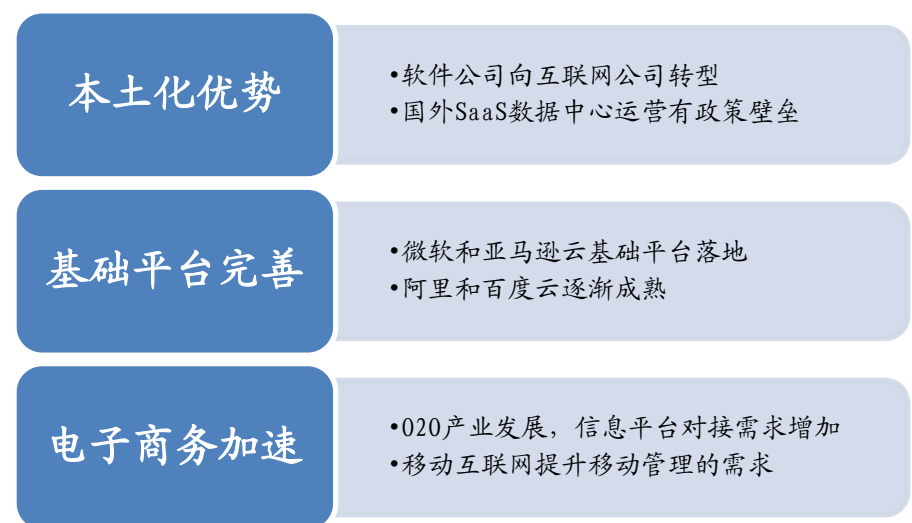 本土化优势
•软件公司向互联网公司转型
•国外SaaS数据中心运营有政策壁垒
基础平台完善
•微软和亚马逊云基础平台落地
•阿里和百度云逐渐成熟
电子商务加速
•O2O产业发展，信息平台对接需求增加
•移动互联网提升移动管理的需求